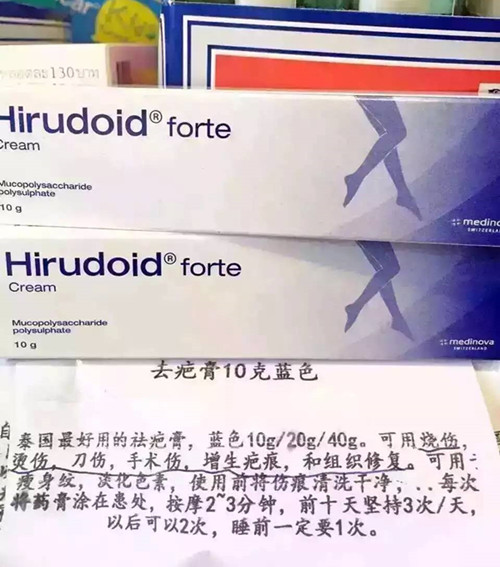 130บาท
Hirudoid® forte
Cream
Mucopolysaccharide
polysulphate
10 g
medinova
SWITZERLAND
Hirudoid® forte
Cream
Mucopolysaccharide
polysulphate
10 g
medinova
SWITZERLAND
去疤膏10克蓝色
泰国最好用的祛疤膏，蓝色10g/20g/40g。可用烧伤，
烫伤，刀伤，手术伤，增生疤痕，和组织修复。可用：
瘦身纹，淡化色素，使用前将伤痕清洗干净，..每次
将药膏涂在患处，按摩2~3分钟，前十天坚持3次/天，
以后可以2次，睡前一定要1次。